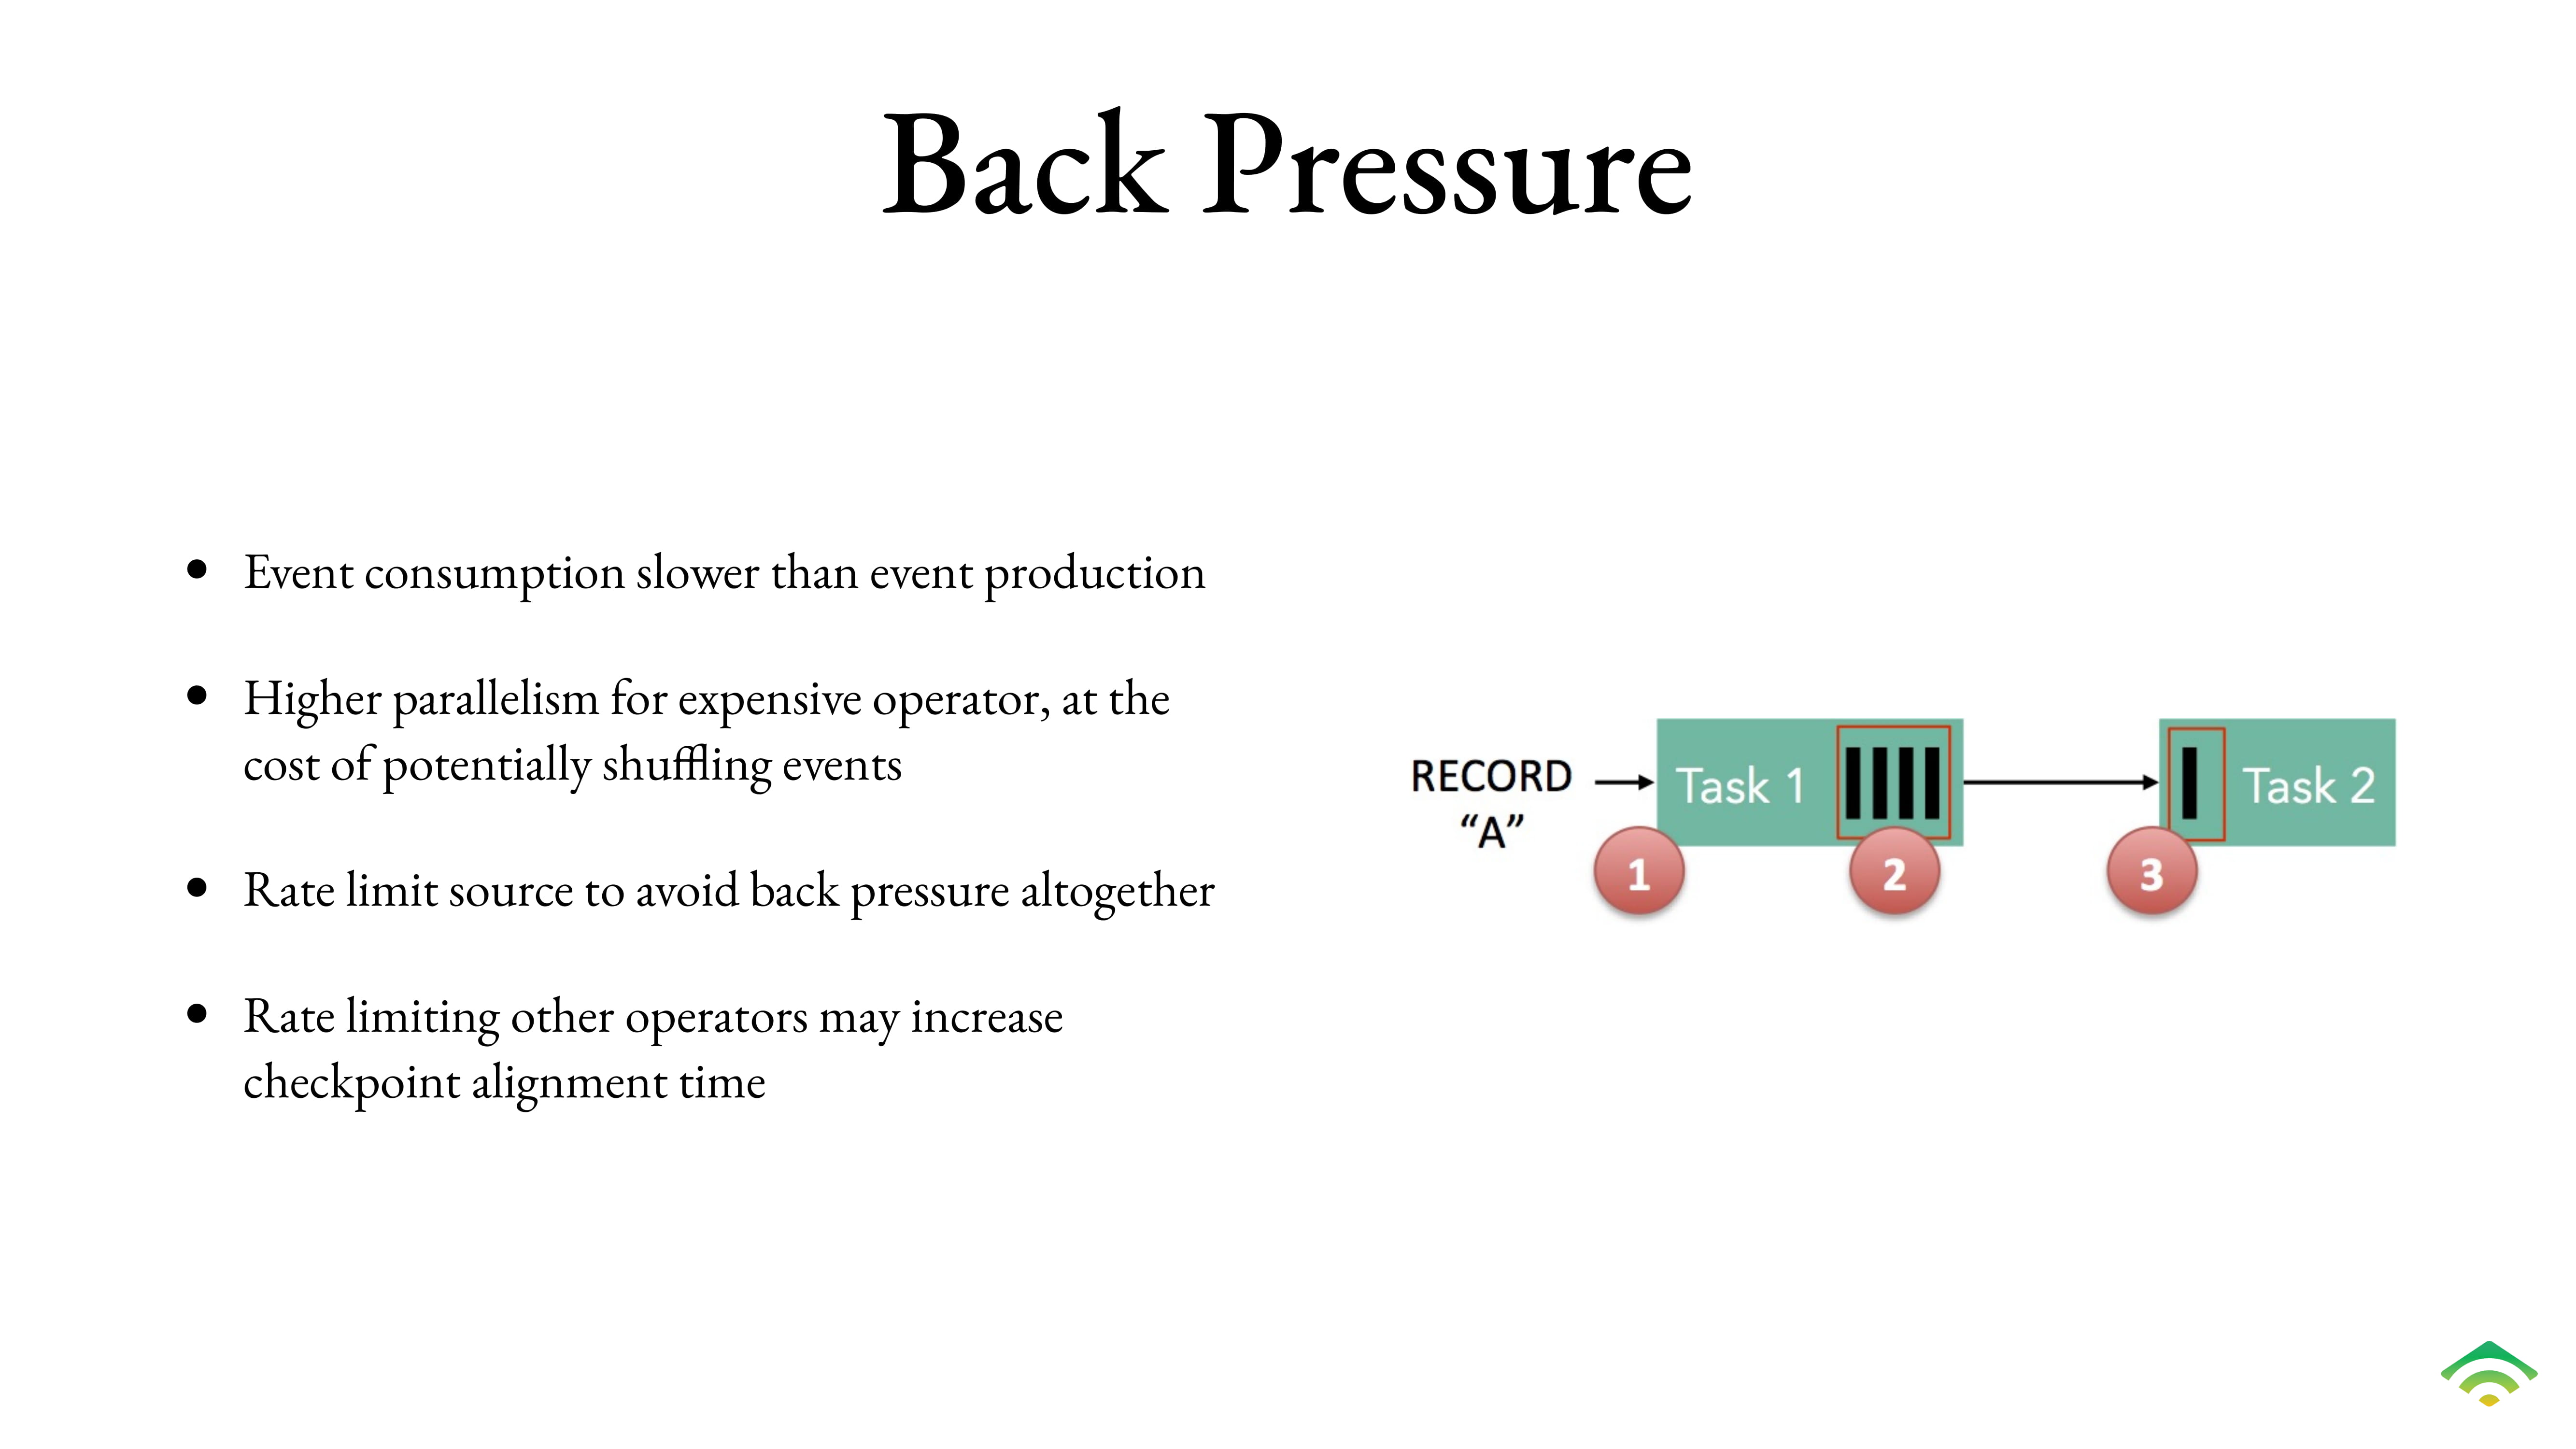 Back Pressure
• Event consumption slower than event production
• Higher parallelism for expensive operator, at the
cost of potentially shuffling events
• Rate limit source to avoid back pressure altogether
• Rate limiting other operators may increase
checkpoint alignment time
RECORD
“A”
Task 1
Task 2
1
2
3